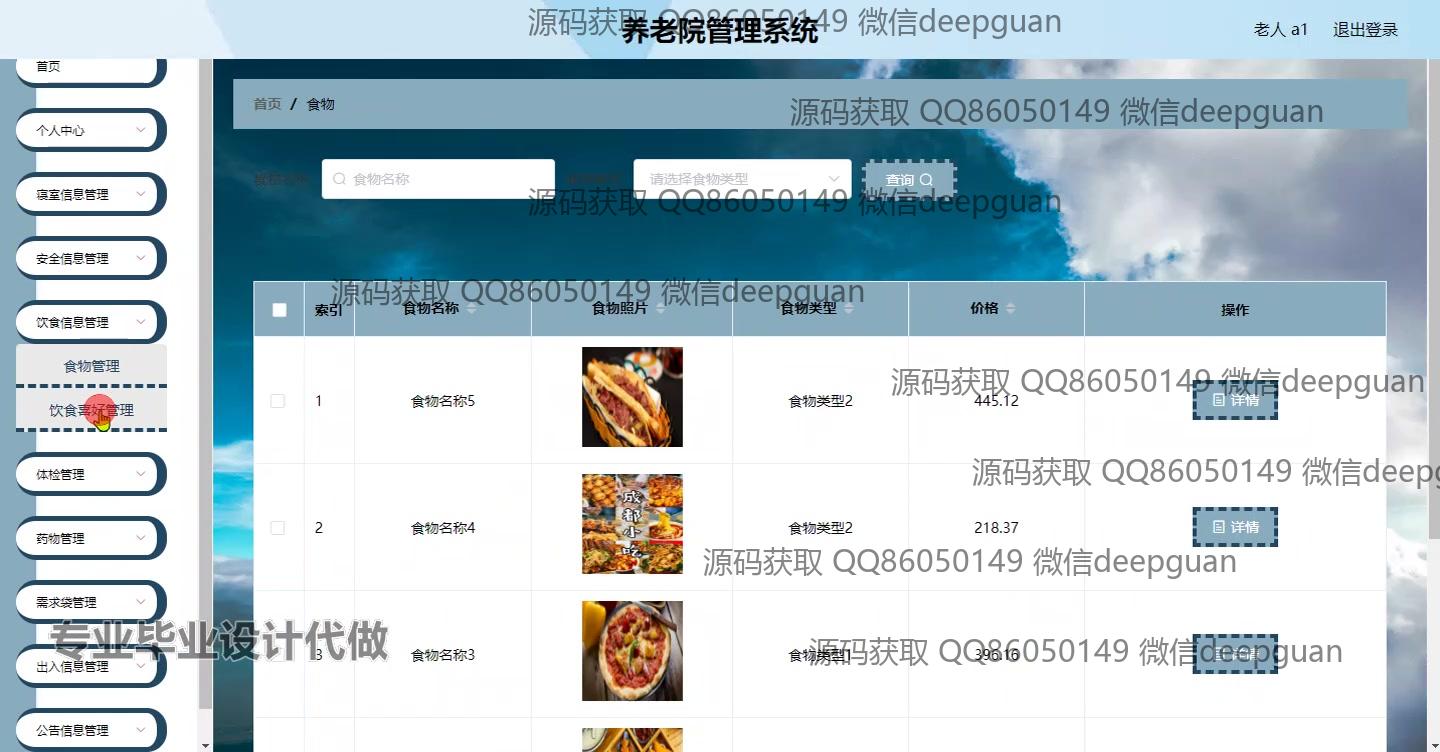 源码获取 QQ86050149 微信deepguan
养老院管理系统
老人 a1
退出登录
首页
个人中心
寝室信息管理
安全信息管理
饮食信息管理
食物管理
饮食喜好管理
体检管理
药物管理
需求袋管理
出入信息管理
公告信息管理
专业毕业设计代做
首页 / 食物
源码获取 QQ86050149 微信deepguan
食物名称
请选择食物类型
查询
源码获取 QQ86050149 微信deepguan
源码获取 QQ86050149 微信deepguan
索引 食物名称 食物照片 食物类型 价格 操作
源码获取 QQ86050149 微信deepguan
1 食物名称5 食物类型2 445.12 详情
源码获取 QQ86050149 微信deepg
成都小吃
2 食物名称4 食物类型2 218.37 详情
源码获取 QQ86050149 微信deepguan
3 食物名称3 食物类型1 396.16 详情
源码获取 QQ86050149 微信deepguan